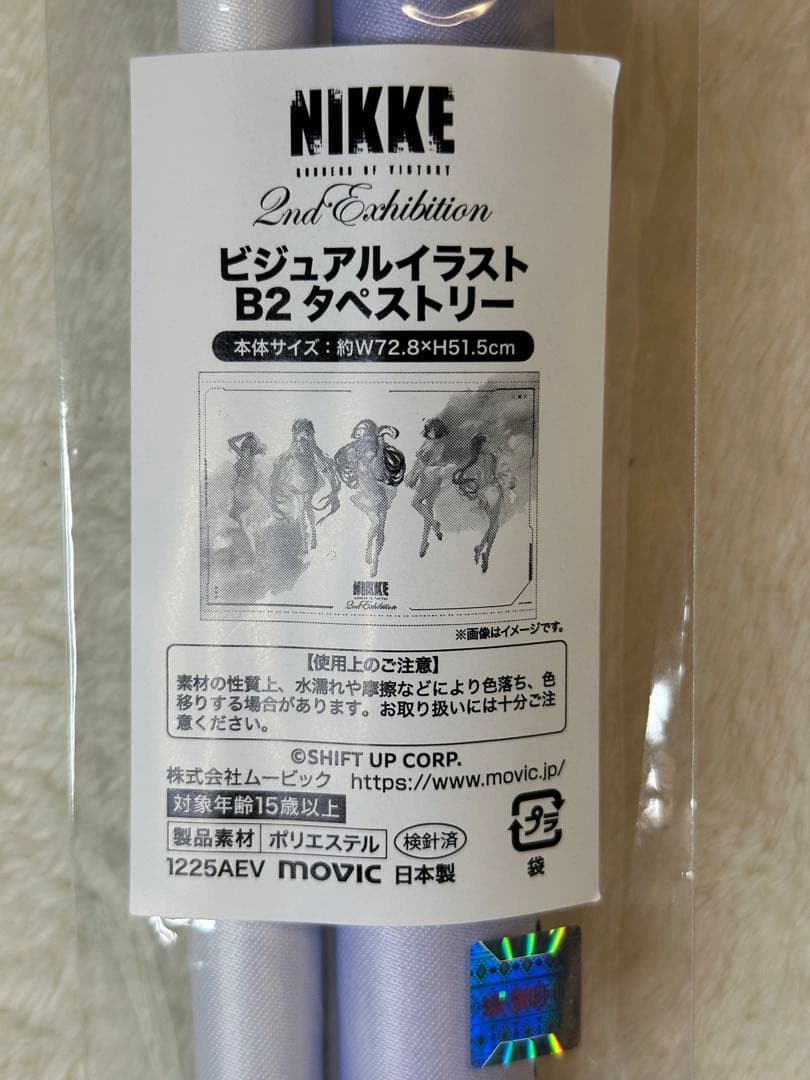 NIKKE
GODDESS OF VICTORY
2nd Exhibition
ビジュアルイラスト
B2 タペストリー
本体サイズ：約W72.8×H51.5cm
NIKKE
2nd Exhibition
※画像はイメージです。
【使用上のご注意】
素材の性質上、水濡れや摩擦などにより色落ち、色
移りする場合があります。お取り扱いには十分ご注
意ください。
©SHIFT UP CORP.
株式会社ムービック https://www.movic.jp/
対象年齢15歳以上
製品素材 ポリエステル 検針済
プラ
袋
1225AEV movic 日本製